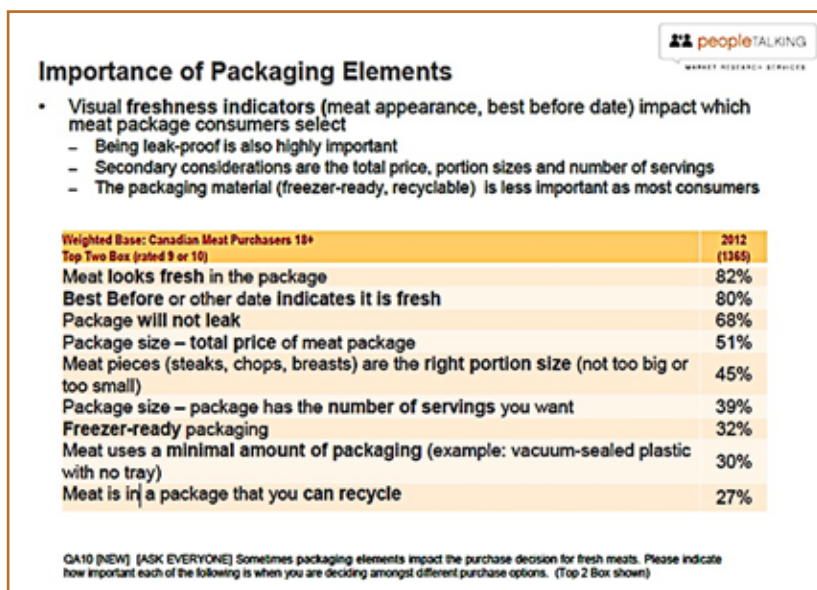 peopleTALKING
MARKET RESEARCH SERVICES
Importance of Packaging Elements
• Visual freshness indicators (meat appearance, best before date) impact which
meat package consumers select
– Being leak-proof is also highly important
– Secondary considerations are the total price, portion sizes and number of servings
– The packaging material (freezer-ready, recyclable) is less important as most consumers
Weighted Base: Canadian Meat Purchasers 18+ 2012
Top Two Box (rated 9 or 10) (1365)
Meat looks fresh in the package 82%
Best Before or other date indicates it is fresh 80%
Package will not leak 68%
Package size – total price of meat package 51%
Meat pieces (steaks, chops, breasts) are the right portion size (not too big or
too small) 45%
Package size – package has the number of servings you want 39%
Freezer-ready packaging 32%
Meat uses a minimal amount of packaging (example: vacuum-sealed plastic
with no tray) 30%
Meat is in a package that you can recycle 27%
QA10 [NEW] [ASK EVERYONE] Sometimes packaging elements impact the purchase decision for fresh meats. Please indicate
how important each of the following is when you are deciding amongst different purchase options. (Top 2 Box shown)